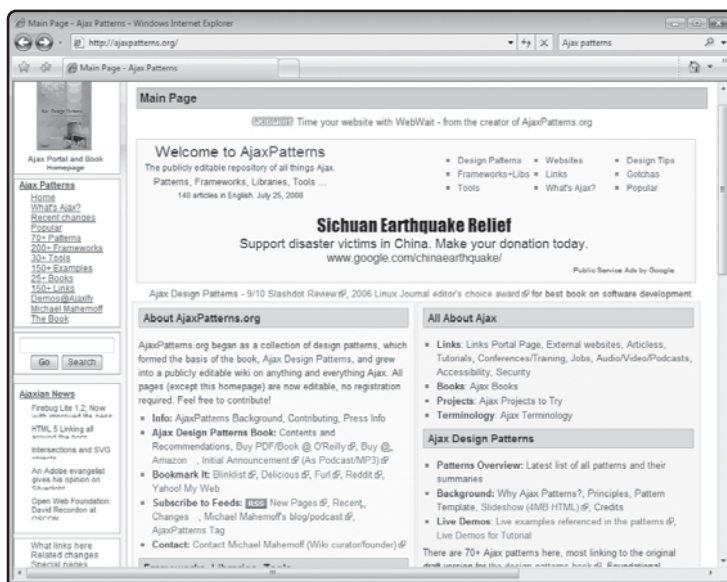 Main Page - Ajax Patterns - Windows Internet Explorer
http://ajaxpatterns.org/
Ajax patterns
Main Page - Ajax Patterns
Ajax Portal and Book
Homepage
Ajax Patterns
Home
What's Ajax?
Recent changes
Popular
70+ Patterns
200+ Frameworks
30+ Tools
150+ Examples
25+ Books
150+ Links
Demos@Ajaxify
Michael Mahemoff
The Book
Go Search
Ajaxian News
Firebug Lite 1.2: Now
with improved
HTML 5 Linking all
around the
Intersections and SVG
An Adobe evangelist
gives his opinion on
Silverlight
Open Web Foundation:
David Recordon at
OSCON
What links here
Related changes
Special pages
Main Page
Time your website with WebWait - from the creator of AjaxPatterns.org
Welcome to AjaxPatterns
The publicly editable repository of all things Ajax.
Patterns, Frameworks, Libraries, Tools ...
140 articles in English. July 25, 2008
Design Patterns Websites Design Tips
Frameworks+Libs Links Gotchas
Tools What's Ajax? Popular
Sichuan Earthquake Relief
Support disaster victims in China. Make your donation today.
www.google.com/chinaearthquake/
Public Service Ads by Google
Ajax Design Patterns - 9/10 Slashdot Review, 2006 Linux Journal editor's choice award for best book on software development.
About AjaxPatterns.org
AjaxPatterns.org began as a collection of design patterns, which
formed the basis of the book, Ajax Design Patterns, and grew
into a publicly editable wiki on anything and everything Ajax. All
pages (except this homepage) are now editable, no registration
required. Feel free to contribute!
Info: AjaxPatterns Background, Contributing, Press Info
Ajax Design Patterns Book: Contents and
Recommendations, Buy PDF/Book @ O'Reilly, Buy @
Amazon , Initial Announcement (As Podcast/MP3)
Bookmark It: Blinklist, Delicious, Furl, Reddit,
Yahoo! My Web
Subscribe to Feeds: RSS New Pages, Recent
Changes , Michael Mahemoff's blog/podcast,
AjaxPatterns Tag
Contact: Contact Michael Mahemoff (Wiki curator/founder)
Frameworks, Libraries, Tools
All About Ajax
Links: Links Portal Page, External websites, Articless,
Tutorials, Conferences/Training, Jobs, Audio/Video/Podcasts,
Accessibility, Security
Books: Ajax Books
Projects: Ajax Projects to Try
Terminology: Ajax Terminology
Ajax Design Patterns
Patterns Overview: Latest list of all patterns and their
summaries
Background: Why Ajax Patterns?, Principles, Pattern
Template, Slideshow (4MB HTML), Credits
Live Demos: Live examples referenced in the patterns,
Live Demos for Tutorial
There are 70+ Ajax patterns here, most linking to the original
draft version for the design patterns book. Foundational